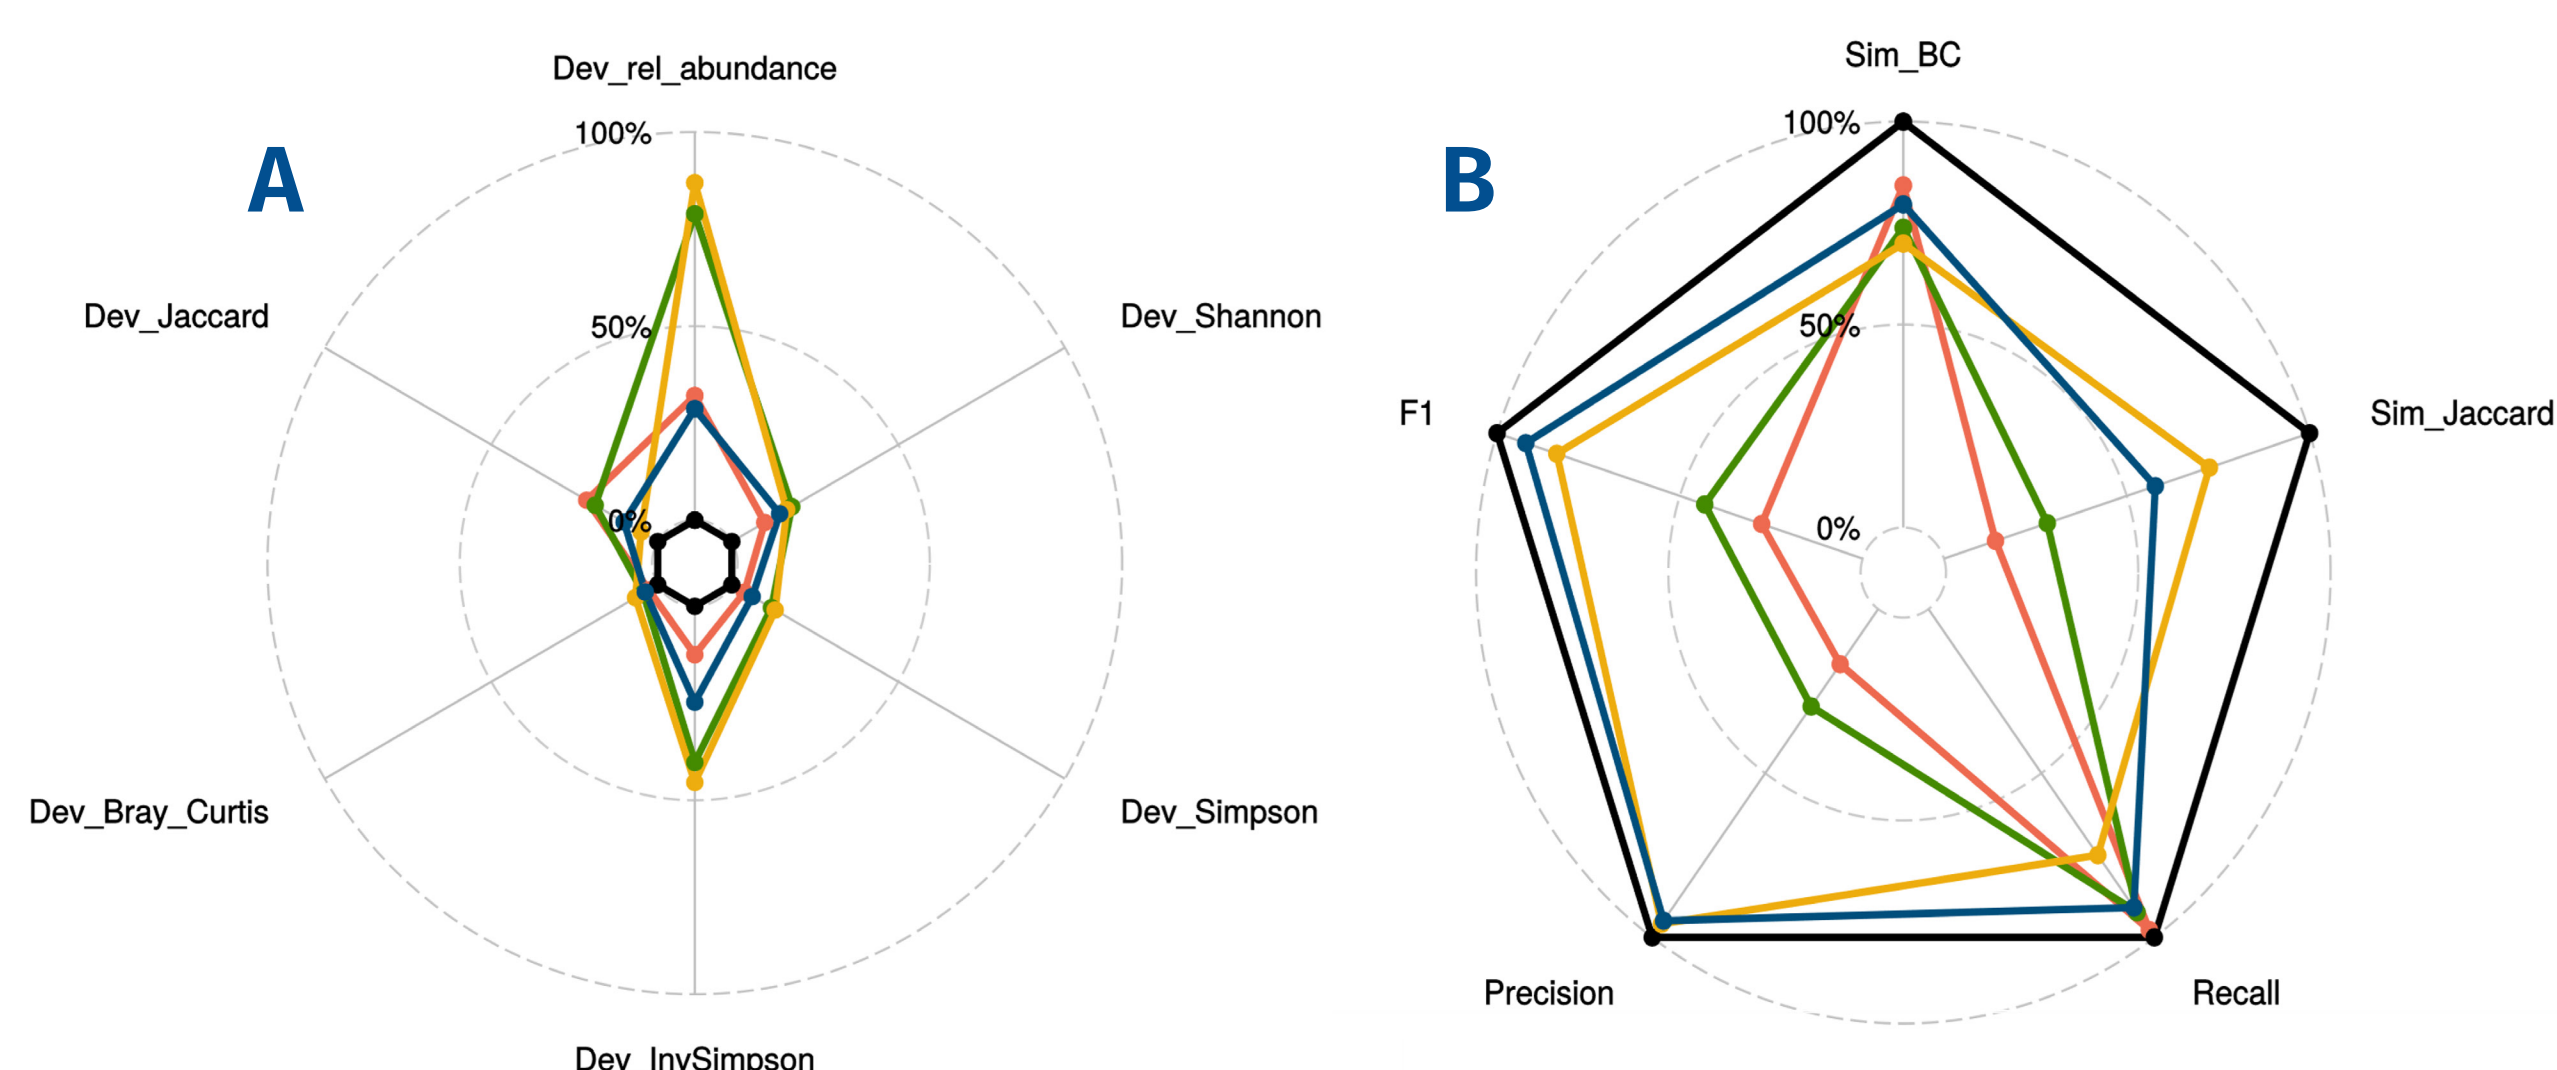 A
Dev_rel_abundance
100%
50%
0%
Dev_Shannon
Dev_Simpson
Dev_InvSimpson
Dev_Bray_Curtis
Dev_Jaccard
B
Sim_BC
100%
50%
0%
Sim_Jaccard
Recall
Precision
F1